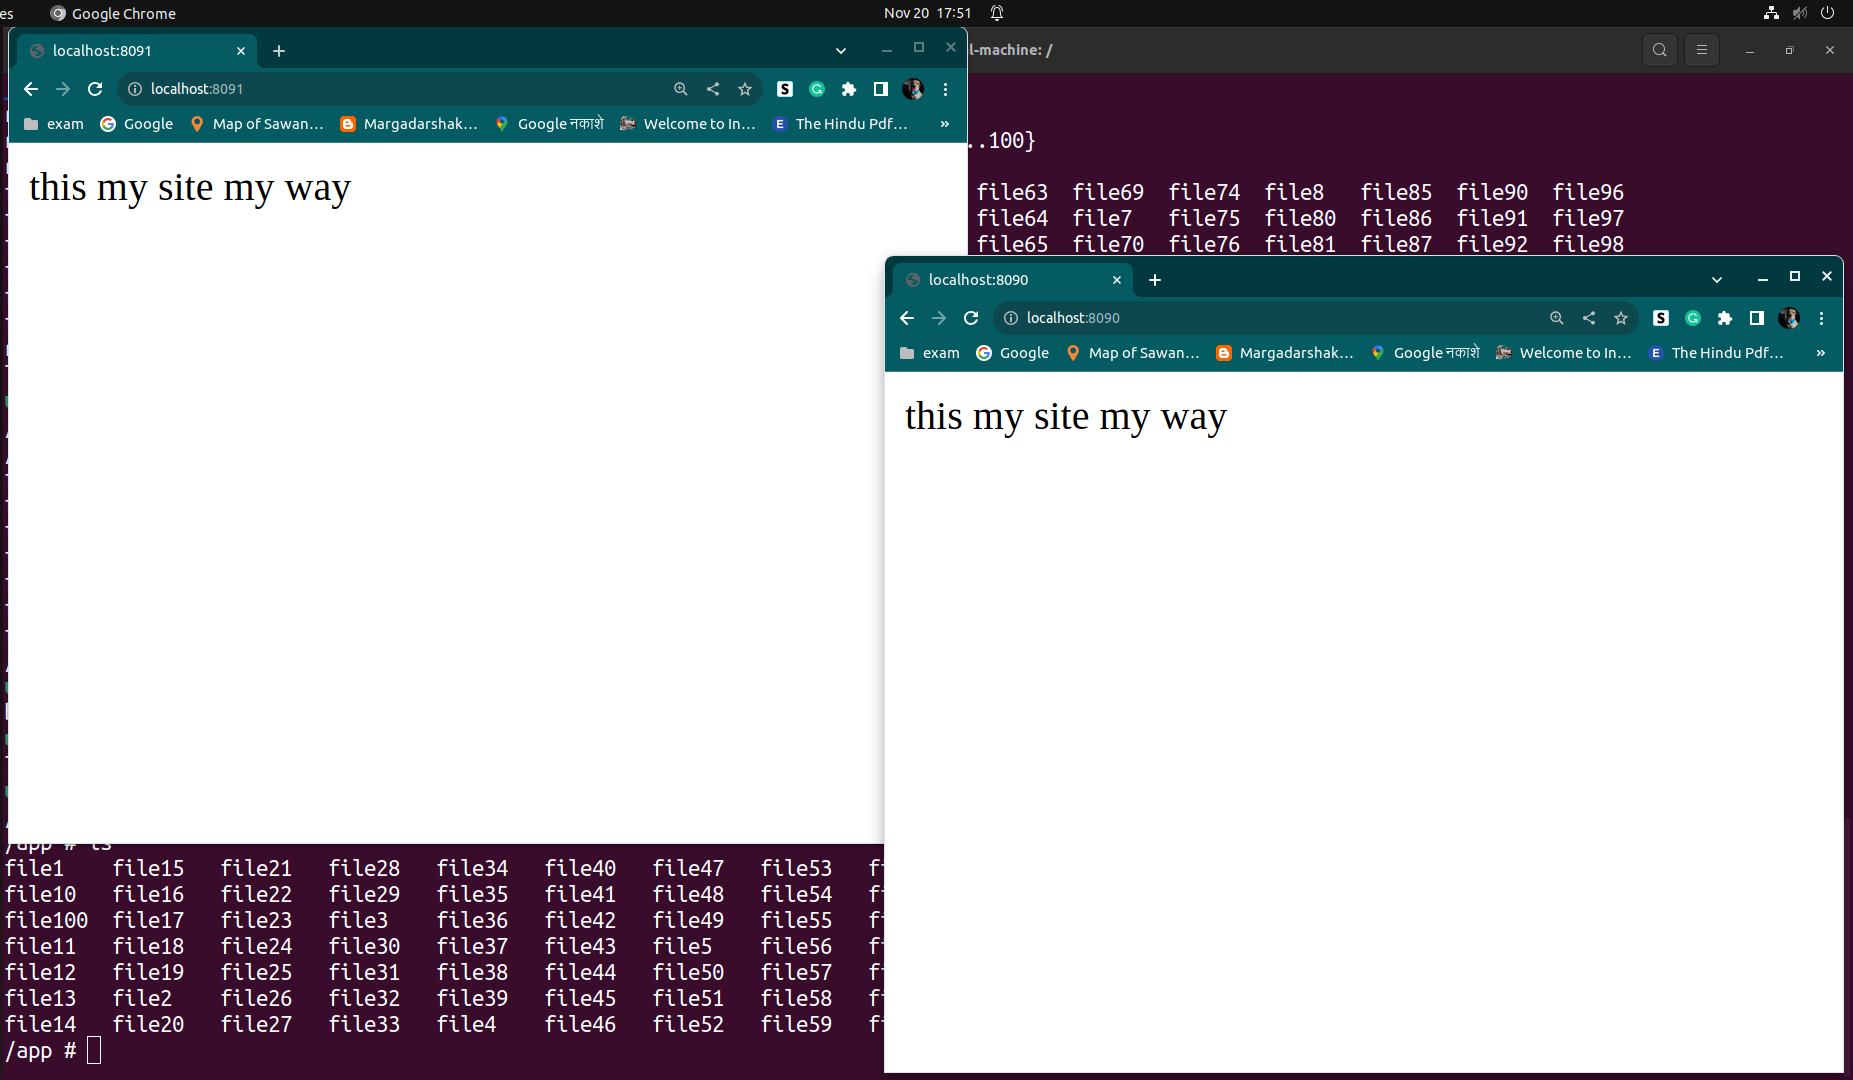 es Google Chrome Nov 20 17:51
localhost:8091
localhost:8091
exam Google Map of Sawan... Margadarshak... Google नकाशे Welcome to In... The Hindu Pdf... »
this my site my way
l-machine: /
..100}
file63 file69 file74 file8 file85 file90 file96
file64 file7 file75 file80 file86 file91 file97
file65 file70 file76 file81 file87 file92 file98
localhost:8090
localhost:8090
exam Google Map of Sawan... Margadarshak... Google नकाशे Welcome to In... The Hindu Pdf... »
this my site my way
/app # ls
file1 file15 file21 file28 file34 file40 file47 file53
file10 file16 file22 file29 file35 file41 file48 file54
file100 file17 file23 file3 file36 file42 file49 file55
file11 file18 file24 file30 file37 file43 file5 file56
file12 file19 file25 file31 file38 file44 file50 file57
file13 file2 file26 file32 file39 file45 file51 file58
file14 file20 file27 file33 file4 file46 file52 file59
/app #